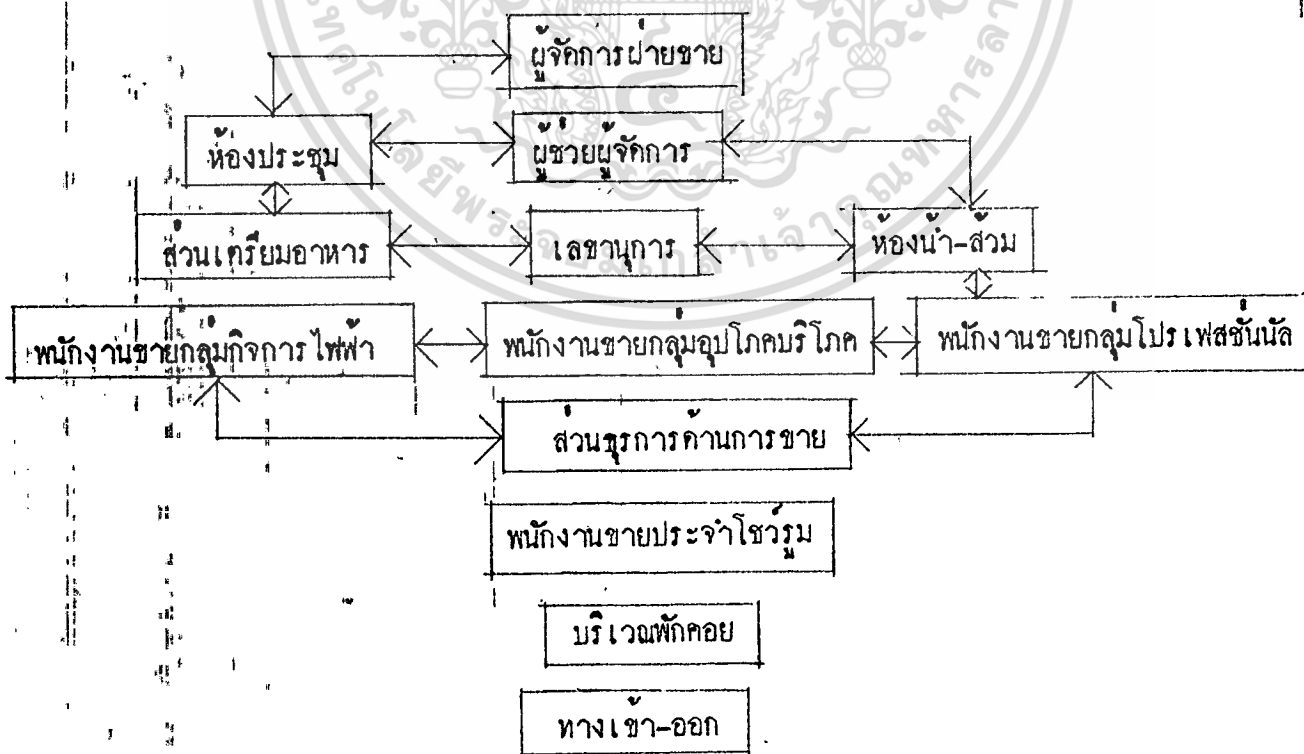 ผู้จัดการฝ่ายขาย
ห้องประชุม
ผู้ช่วยผู้จัดการ
ส่วนเตรียมอาหาร
เลขานุการ
ห้องน้ำ-ส้วม
พนักงานขายกลุ่มกิจการไฟฟ้า
พนักงานขายกลุ่มอุปโภคบริโภค
พนักงานขายกลุ่มโปรเฟสชั่นนัล
ส่วนธุรการด้านการขาย
พนักงานขายประจำโชว์รูม
บริเวณพักคอย
ทางเข้า-ออก